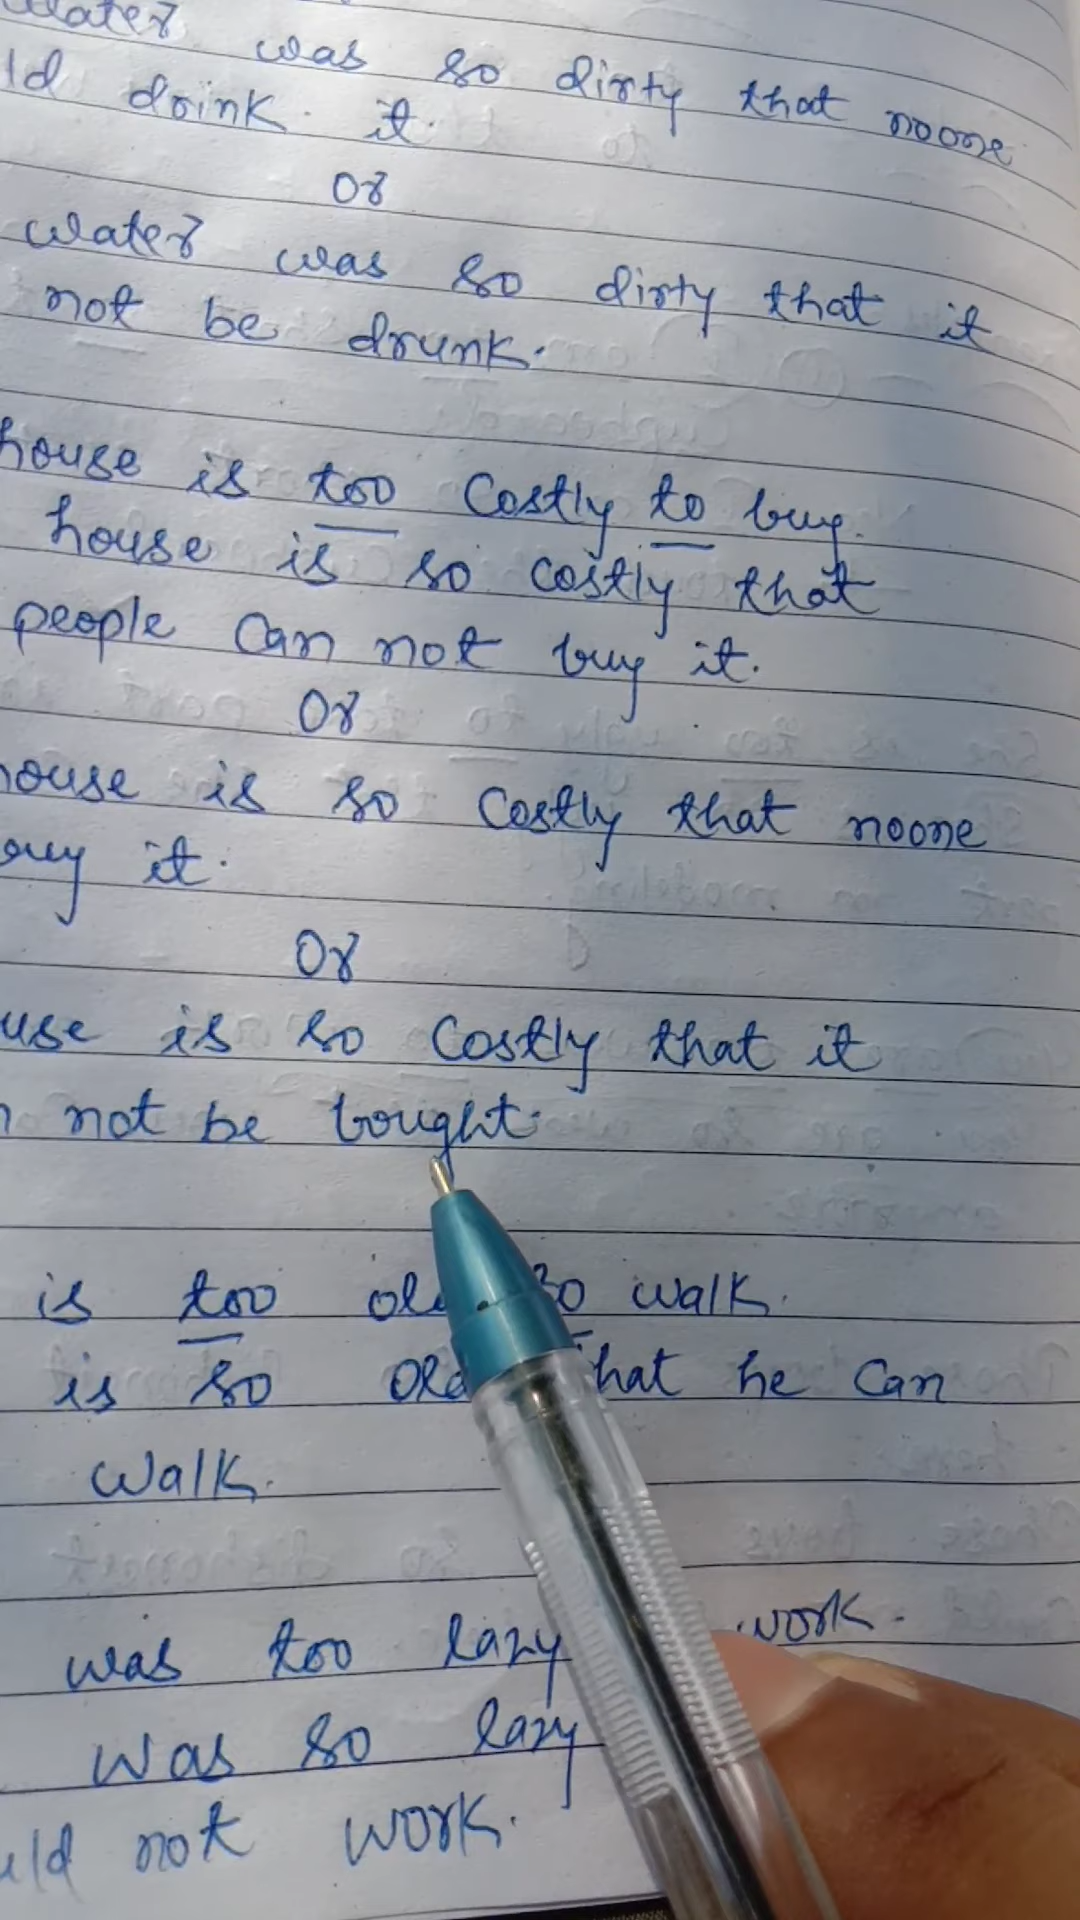 was so dirty that noone
drink it.
Or
water was so dirty that it
not be drunk.
house is too costly to buy.
house is so costly that
people can not buy it.
Or
house is so costly that noone
it.
Or
is so costly that it
not be bought.
is too walk.
is so that he can
walk.
was too lazy work.
was so lazy
not work.